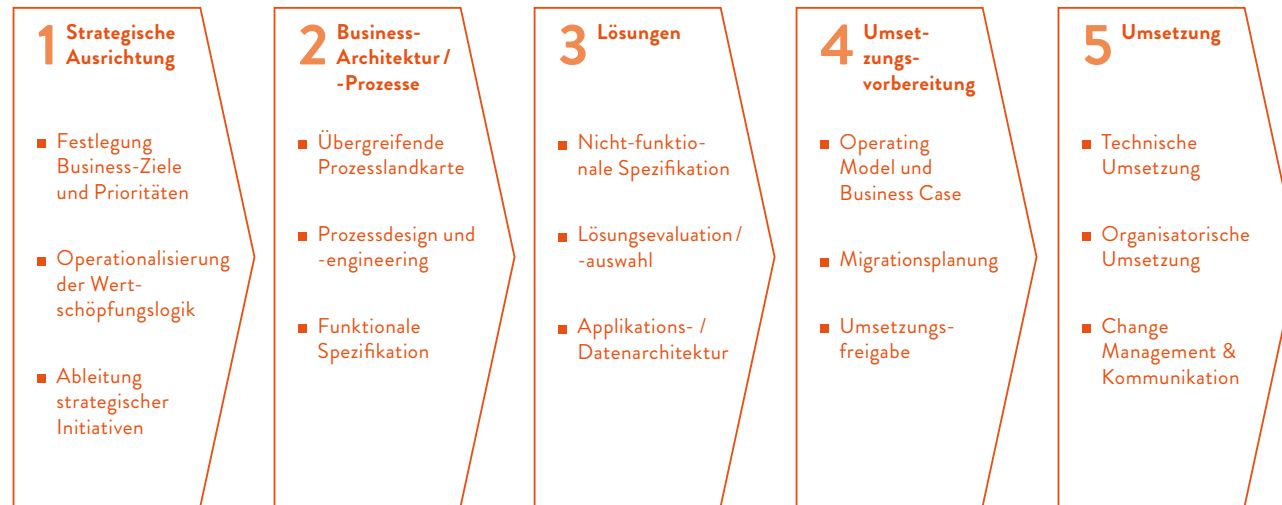 1 Strategische
Ausrichtung
■ Festlegung
Business-Ziele
und Prioritäten
■ Operationalisierung
der Wert-
schöpfungslogik
■ Ableitung
strategischer
Initiativen
2 Business-
Architektur /
-Prozesse
■ Übergreifende
Prozesslandkarte
■ Prozessdesign und
-engineering
■ Funktionale
Spezifikation
3 Lösungen
■ Nicht-funktio-
nale Spezifikation
■ Lösungsevaluation /
-auswahl
■ Applikations- /
Datenarchitektur
4 Umset-
zungs-
vorbereitung
■ Operating
Model und
Business Case
■ Migrationsplanung
■ Umsetzungs-
freigabe
5 Umsetzung
■ Technische
Umsetzung
■ Organisatorische
Umsetzung
■ Change
Management &
Kommunikation